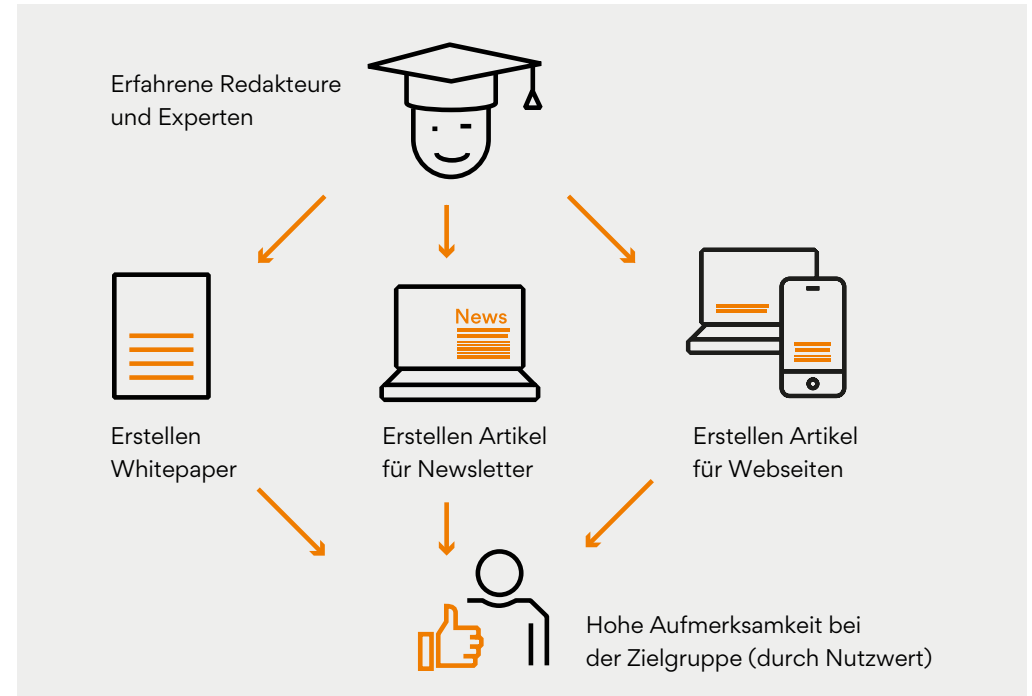 Erfahrene Redakteure
und Experten
News
Erstellen
Whitepaper
Erstellen Artikel
für Newsletter
Erstellen Artikel
für Webseiten
Hohe Aufmerksamkeit bei
der Zielgruppe (durch Nutzwert)